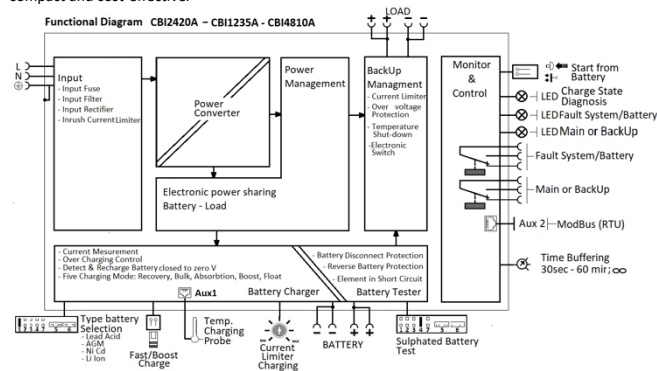 compact and cost-effective.
Functional Diagram CBI2420A – CBI1235A - CBI4810A
LOAD
+ + - -
L
N
Input
- Input Fuse
- Input Filter
- Input Rectifier
- Inrush CurrentLimiter
Power
Converter
Power
Management
BackUp
Managment
- Current Limiter
- Over voltage
Protection
- Temperature
Shut-down
-Electronic
Switch
Electronic power sharing
Battery - Load
Monitor
&
Control
Start from
Battery
LED Charge State
Diagnosis
LED Fault System/Battery
LED Main or BackUp
Fault System/Battery
Main or BackUp
Aux 2 ModBus (RTU)
Time Buffering
30sec - 60 mir; ∞
- Current Mesurement
- Over Charging Control
- Detect & Recharge Battery closed to zero V
- Five Charging Mode: Recovery, Bulk, Absorbtion, Boost, Float
Aux1
Battery Charger
- Battery Disconnect Protection
- Reverse Battery Protection
- Element in Short Circuit
Battery Tester
Type battery
Selection
- Lead Acid
- AGM
- Ni Cd
- Li Ion
Fast/Boost
Charge
Temp.
Charging
Probe
Current
Limiter
Charging
- - + +
BATTERY
Sulphated Battery
Test